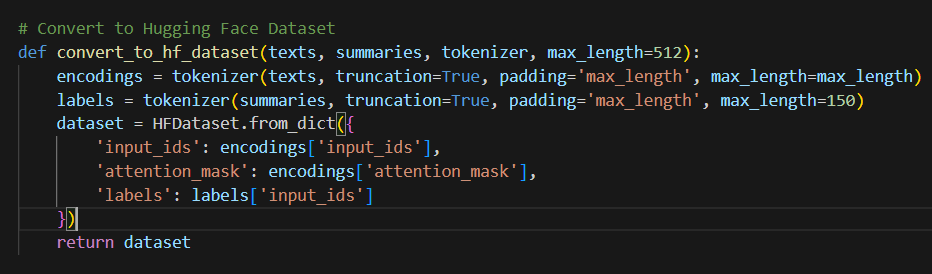 # Convert to Hugging Face Dataset
def convert_to_hf_dataset(texts, summaries, tokenizer, max_length=512):
    encodings = tokenizer(texts, truncation=True, padding='max_length', max_length=max_length)
    labels = tokenizer(summaries, truncation=True, padding='max_length', max_length=150)
    dataset = HFDataset.from_dict({
        'input_ids': encodings['input_ids'],
        'attention_mask': encodings['attention_mask'],
        'labels': labels['input_ids']
    })
    return dataset